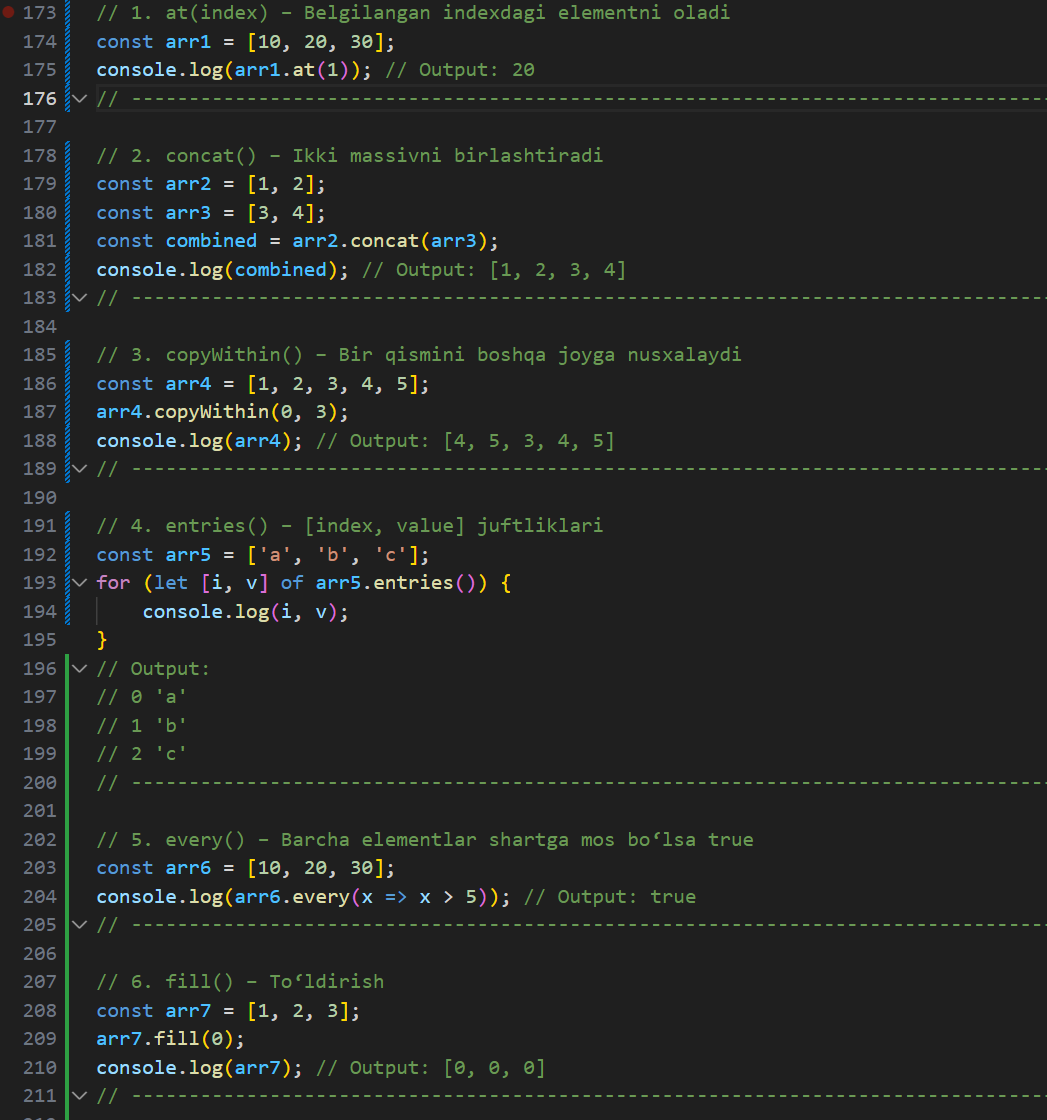 173 // 1. at(index) – Belgilangan indexdagi elementni oladi
174 const arr1 = [10, 20, 30];
175 console.log(arr1.at(1)); // Output: 20
176 // --------------------------------------------------------------------------------
177
178 // 2. concat() – Ikki massivni birlashtiradi
179 const arr2 = [1, 2];
180 const arr3 = [3, 4];
181 const combined = arr2.concat(arr3);
182 console.log(combined); // Output: [1, 2, 3, 4]
183 // --------------------------------------------------------------------------------
184
185 // 3. copyWithin() – Bir qismini boshqa joyga nusxalaydi
186 const arr4 = [1, 2, 3, 4, 5];
187 arr4.copyWithin(0, 3);
188 console.log(arr4); // Output: [4, 5, 3, 4, 5]
189 // --------------------------------------------------------------------------------
190
191 // 4. entries() – [index, value] juftliklari
192 const arr5 = ['a', 'b', 'c'];
193 for (let [i, v] of arr5.entries()) {
194     console.log(i, v);
195 }
196 // Output:
197 // 0 'a'
198 // 1 'b'
199 // 2 'c'
200 // --------------------------------------------------------------------------------
201
202 // 5. every() – Barcha elementlar shartga mos bo‘lsa true
203 const arr6 = [10, 20, 30];
204 console.log(arr6.every(x => x > 5)); // Output: true
205 // --------------------------------------------------------------------------------
206
207 // 6. fill() – To‘ldirish
208 const arr7 = [1, 2, 3];
209 arr7.fill(0);
210 console.log(arr7); // Output: [0, 0, 0]
211 // --------------------------------------------------------------------------------